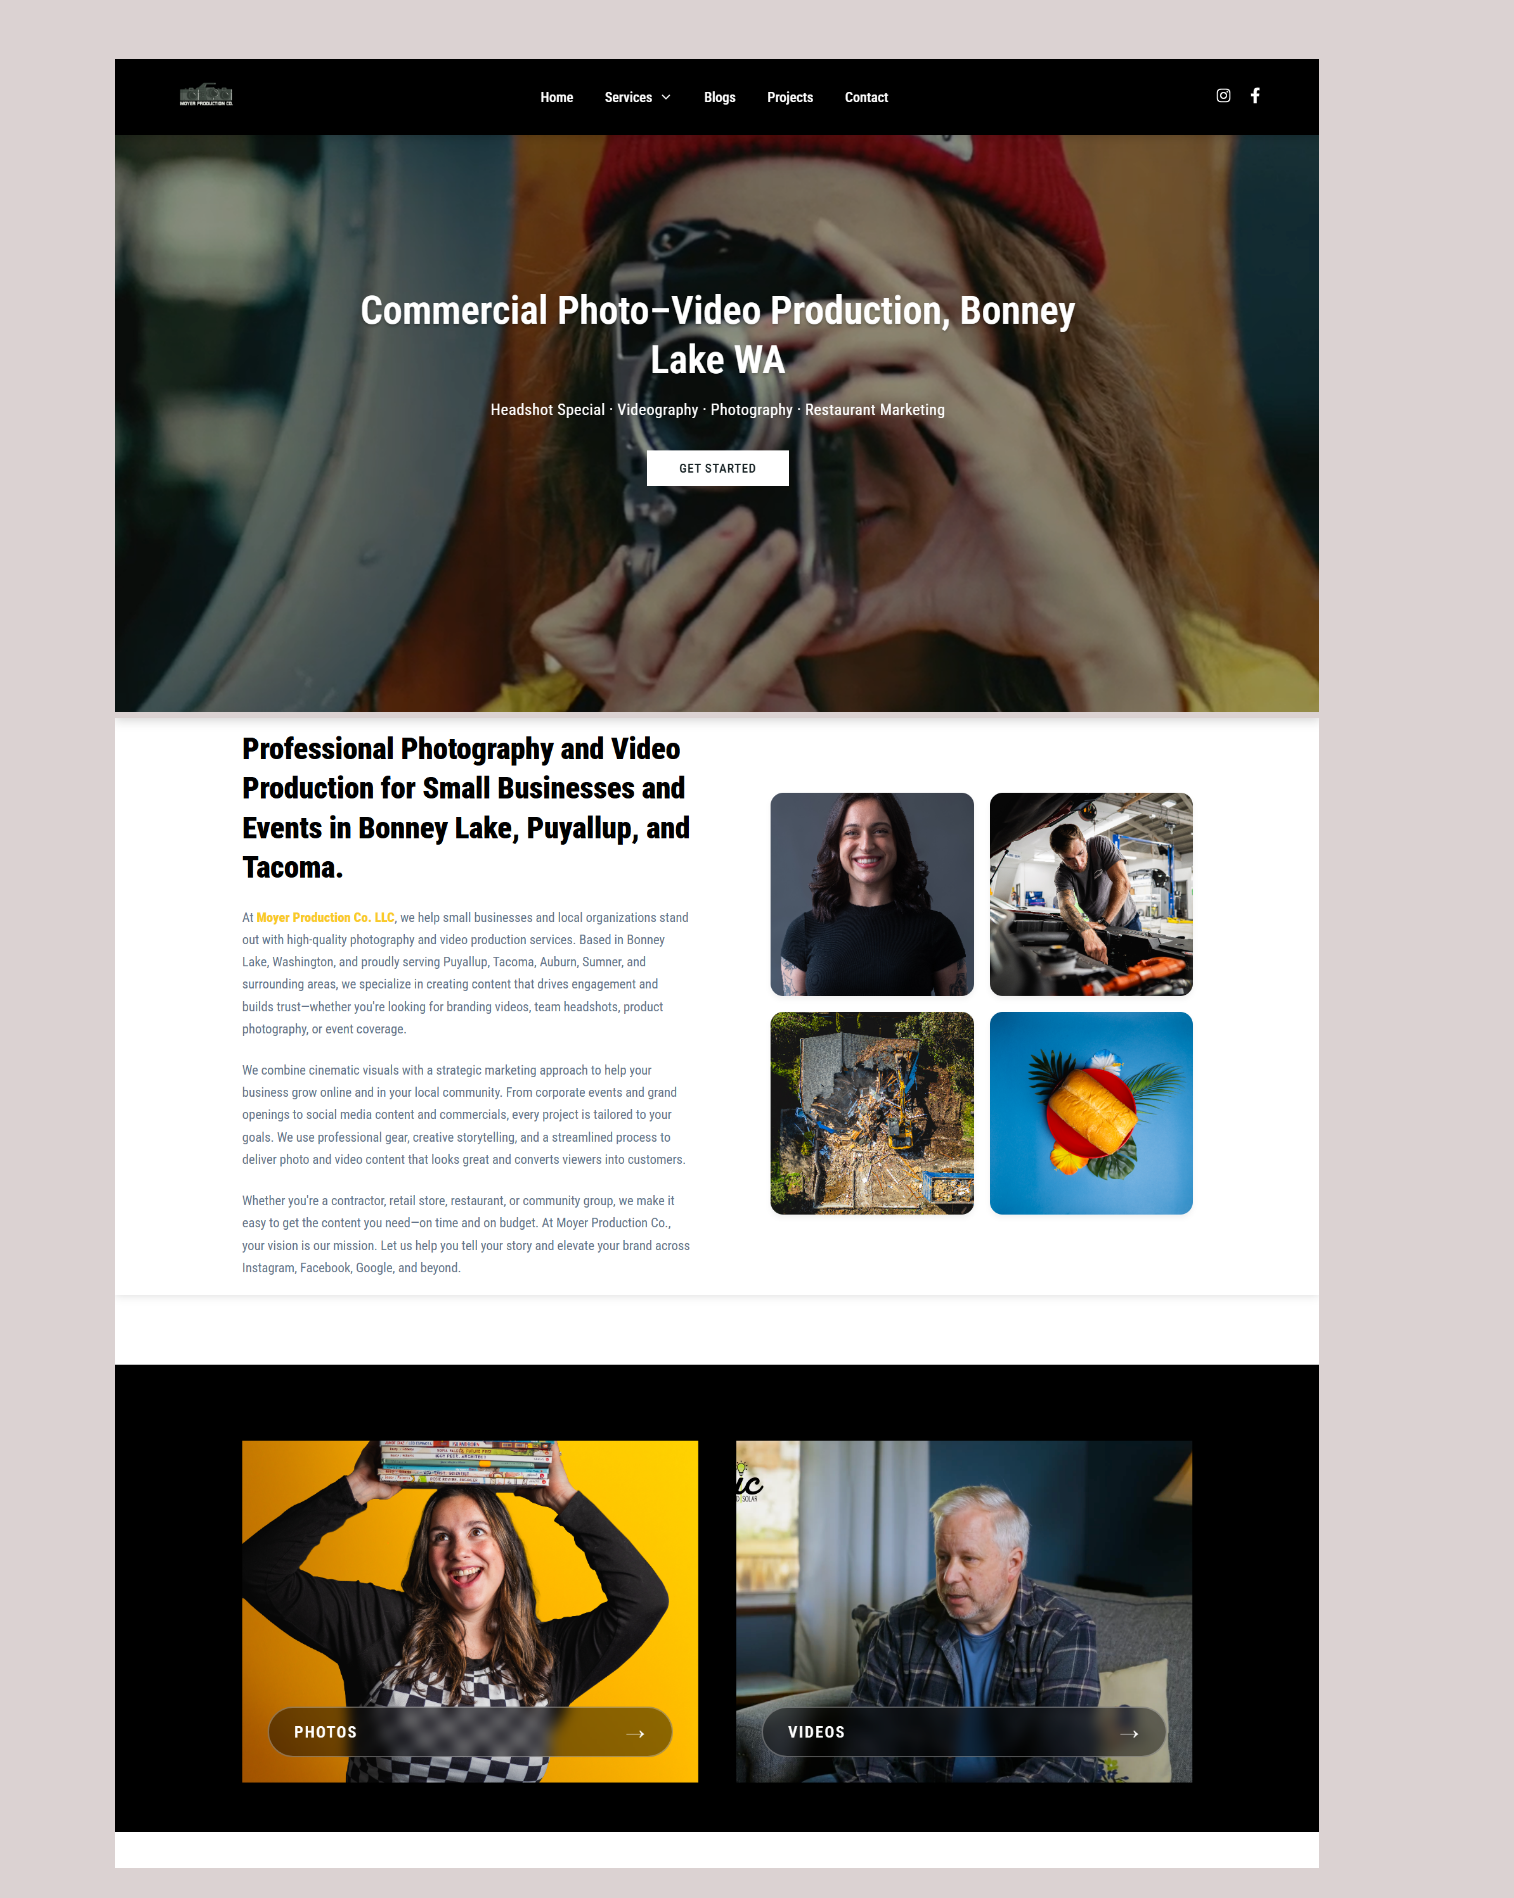 MOYER PRODUCTION CO.
Home Services Blogs Projects Contact
Commercial Photo–Video Production, Bonney
Lake WA
Headshot Special · Videography · Photography · Restaurant Marketing
GET STARTED
Professional Photography and Video
Production for Small Businesses and
Events in Bonney Lake, Puyallup, and
Tacoma.
At Moyer Production Co. LLC, we help small businesses and local organizations stand
out with high-quality photography and video production services. Based in Bonney
Lake, Washington, and proudly serving Puyallup, Tacoma, Auburn, Sumner, and
surrounding areas, we specialize in creating content that drives engagement and
builds trust—whether you're looking for branding videos, team headshots, product
photography, or event coverage.
We combine cinematic visuals with a strategic marketing approach to help your
business grow online and in your local community. From corporate events and grand
openings to social media content and commercials, every project is tailored to your
goals. We use professional gear, creative storytelling, and a streamlined process to
deliver photo and video content that looks great and converts viewers into customers.
Whether you're a contractor, retail store, restaurant, or community group, we make it
easy to get the content you need—on time and on budget. At Moyer Production Co.,
your vision is our mission. Let us help you tell your story and elevate your brand across
Instagram, Facebook, Google, and beyond.
PHOTOS →
ic
SOLAR
VIDEOS →